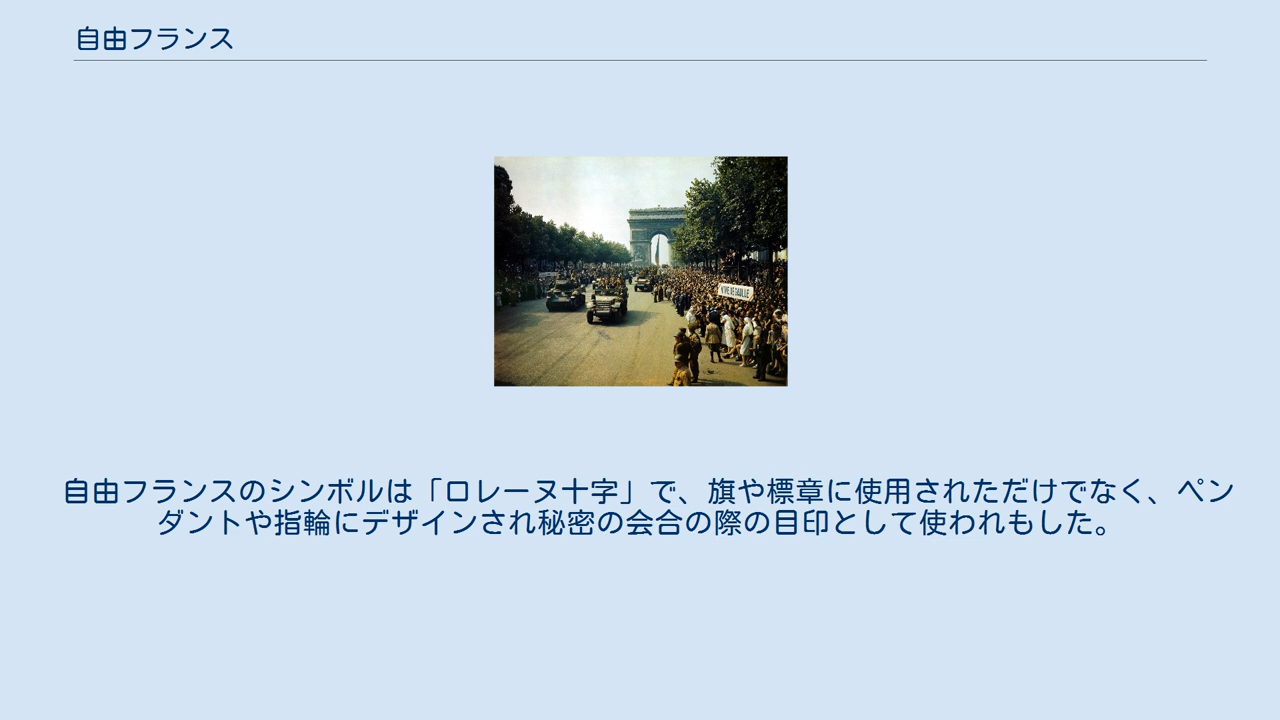 自由フランス
VIVE DE GAULLE
自由フランスのシンボルは「ロレーヌ十字」で、旗や標章に使用されただけでなく、ペン
ダントや指輪にデザインされ秘密の会合の際の目印として使われもした。